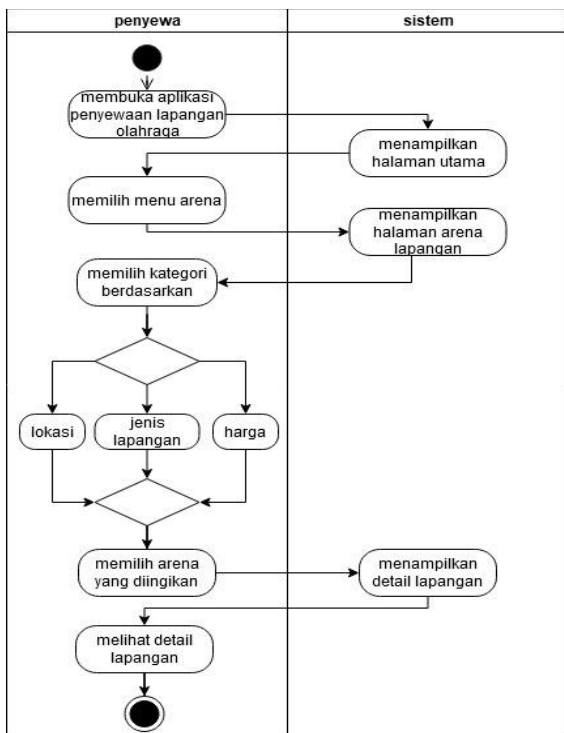 penyewa
sistem
membuka aplikasi
penyewaan lapangan
olahraga
menampilkan
halaman utama
memilih menu arena
menampilkan
halaman arena
lapangan
memilih kategori
berdasarkan
lokasi
jenis
lapangan
harga
memilih arena
yang diingikan
menampilkan
detail lapangan
melihat detail
lapangan